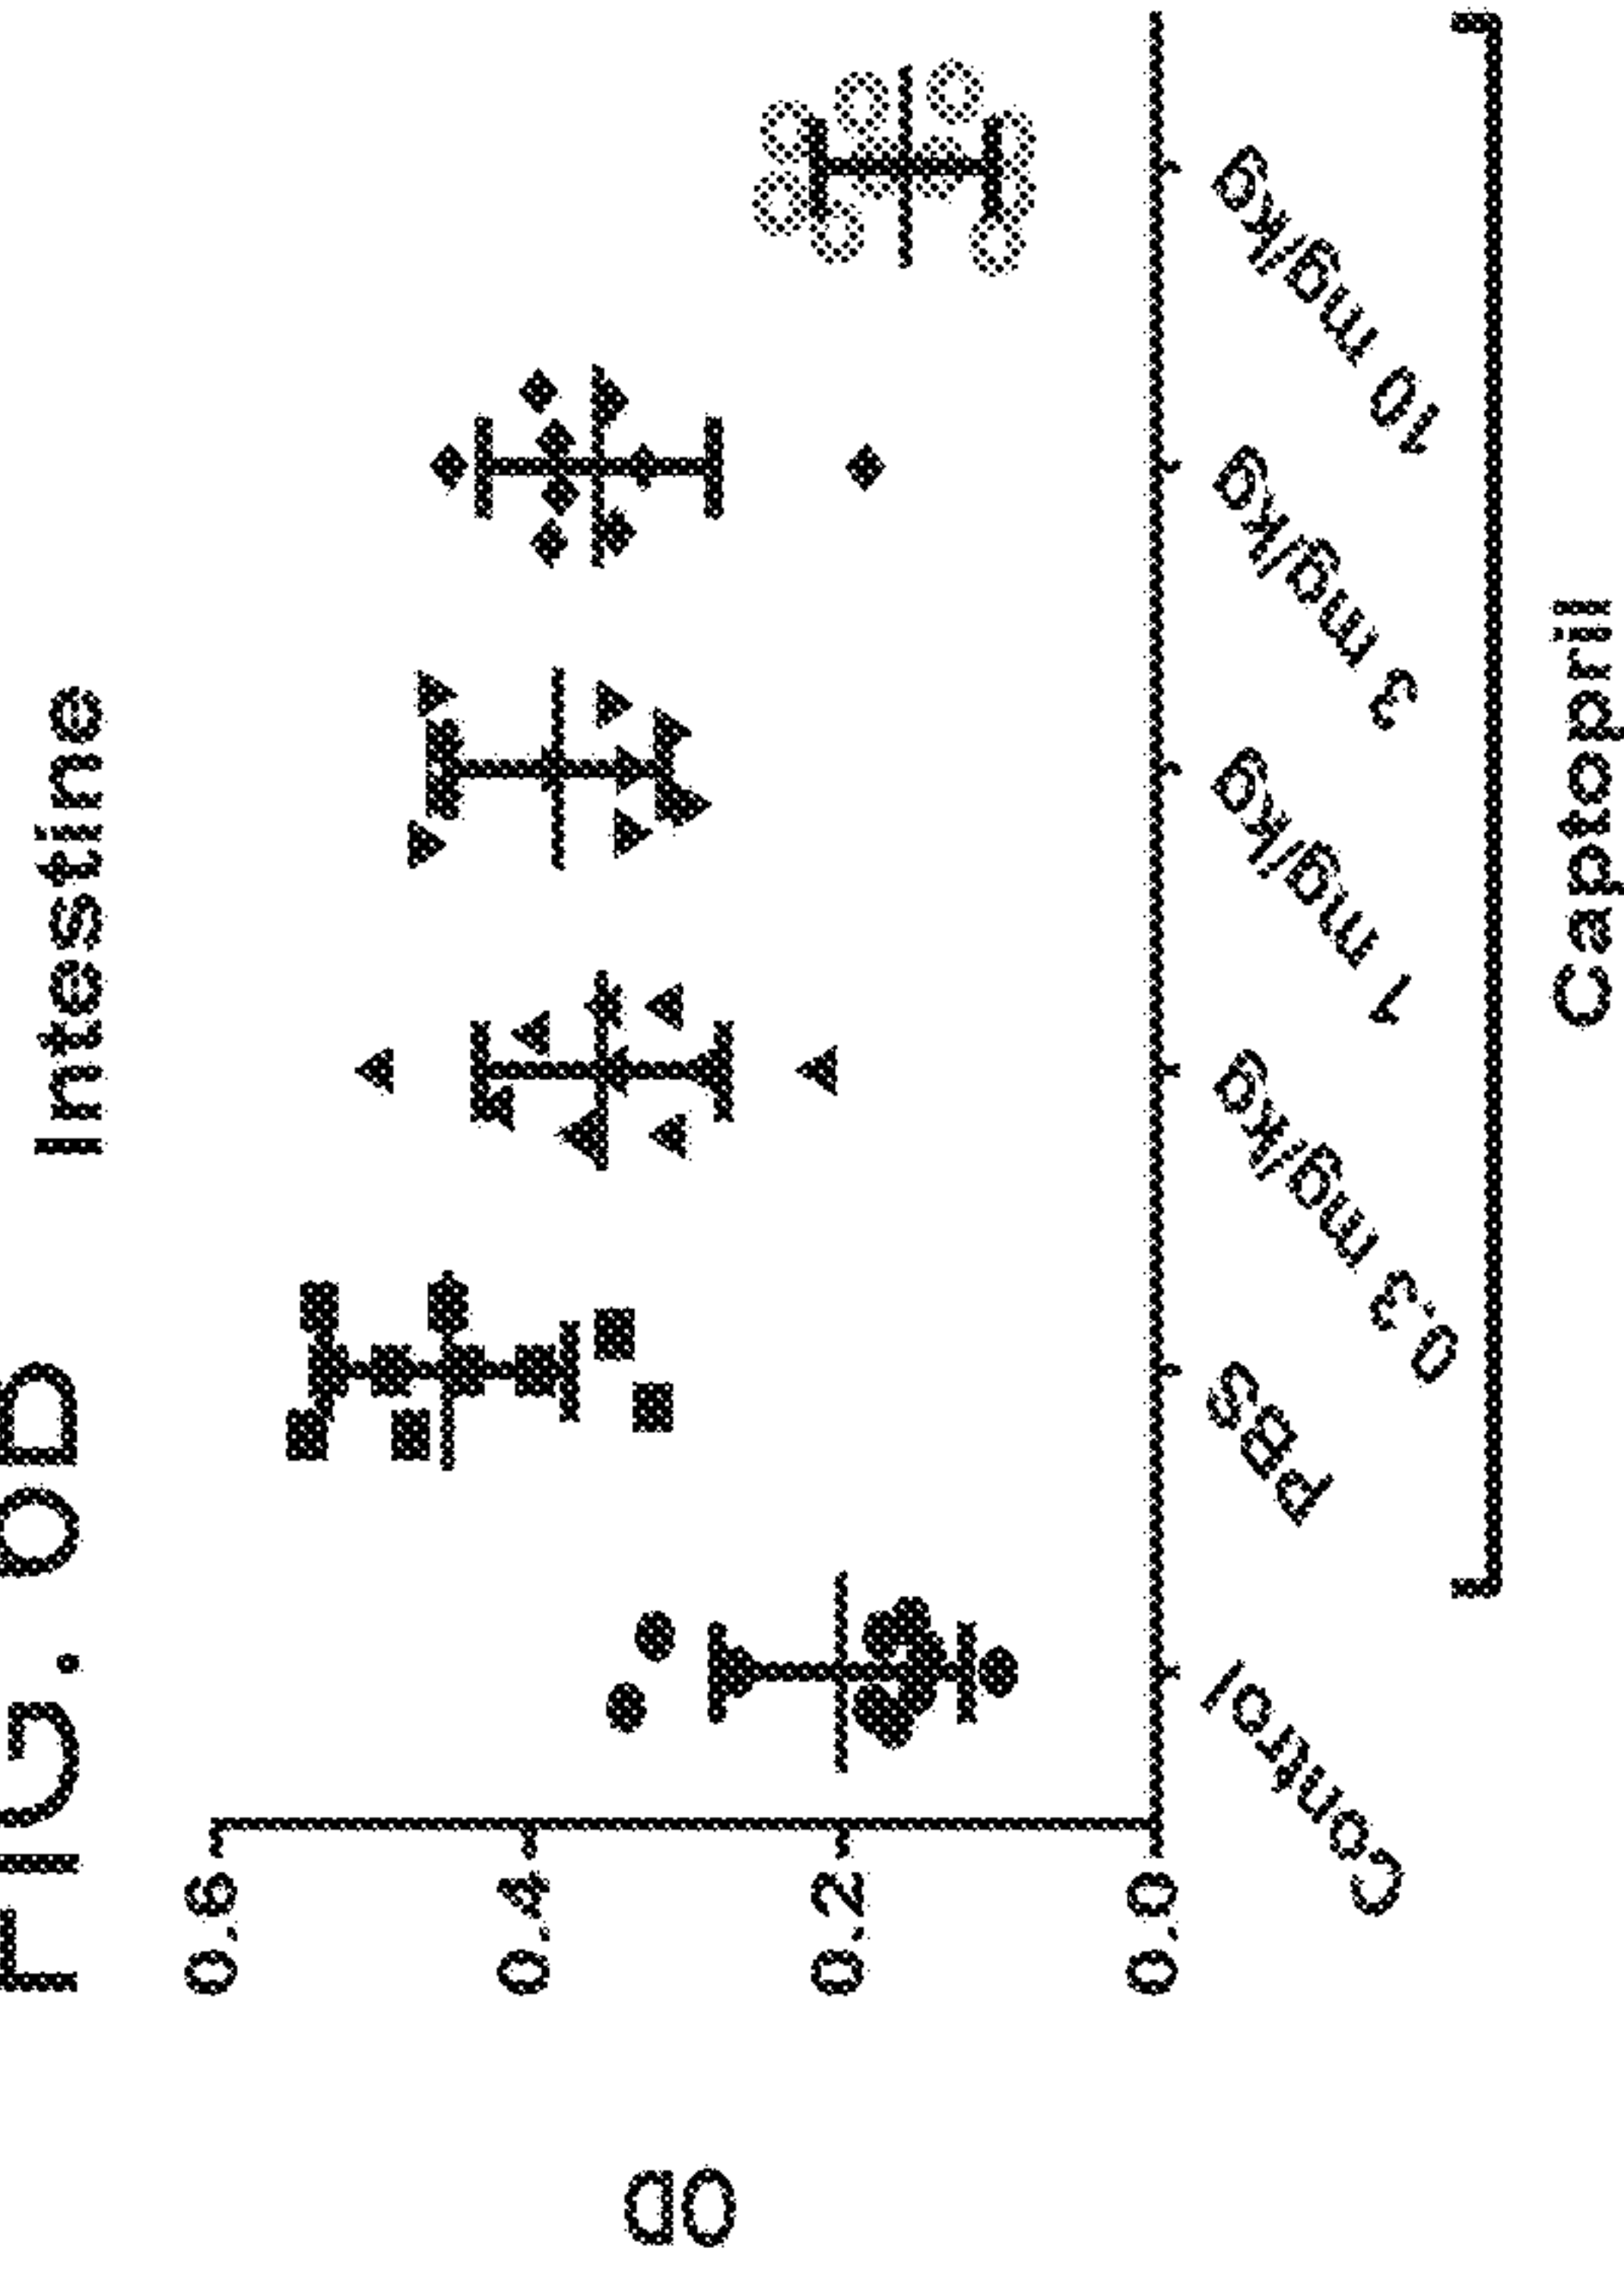 FIG.
Intestine
OD
0.6
0.4
0.2
0.0
Control
PBS
0.3 mg/kg
1 mg/kg
3 mg/kg
10 mg/kg
Captopril